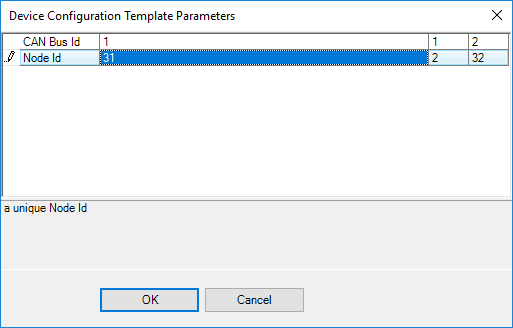 Device Configuration Template Parameters
CAN Bus Id 1 1 2
Node Id 31 2 32
a unique Node Id
OK Cancel